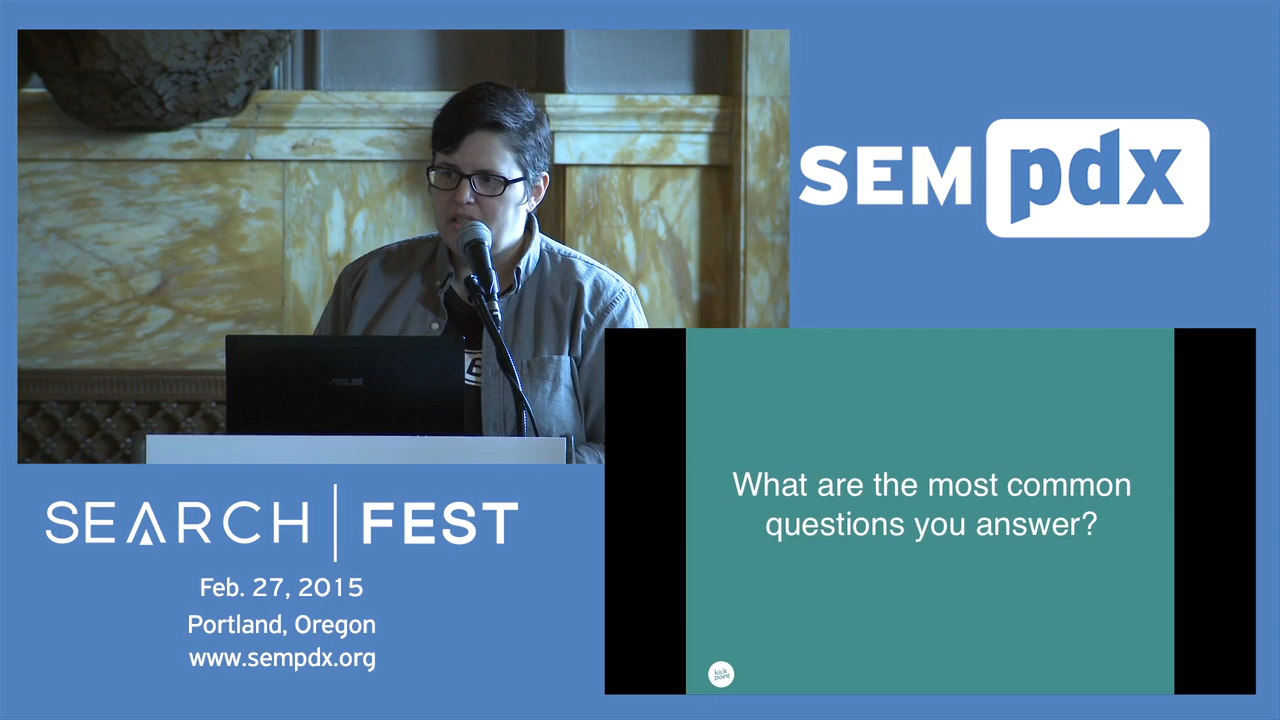 SEM pdx
ASUS
What are the most common
questions you answer?
kick
point
SEARCH FEST
Feb. 27, 2015
Portland, Oregon
www.sempdx.org